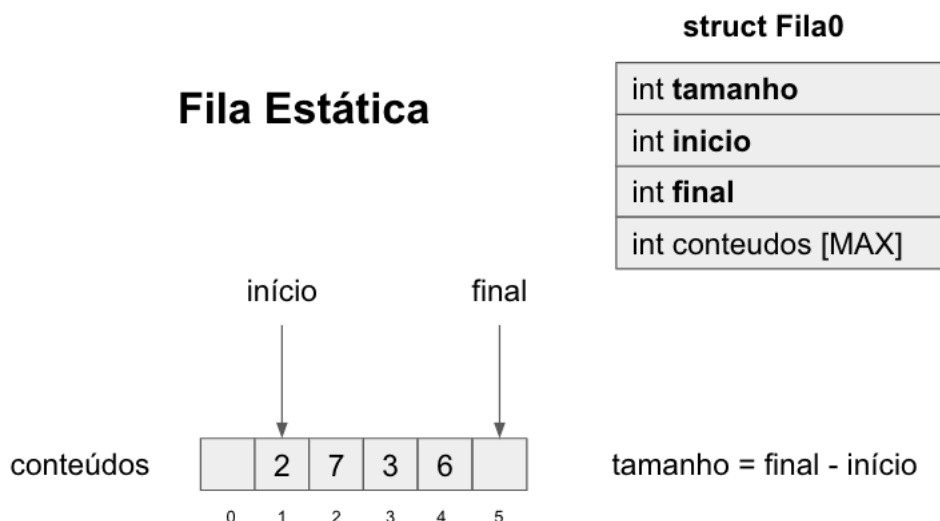 struct Fila0
Fila Estática
int tamanho
int inicio
int final
int conteudos [MAX]
início final
conteúdos 2 7 3 6 tamanho = final - início
0 1 2 3 4 5